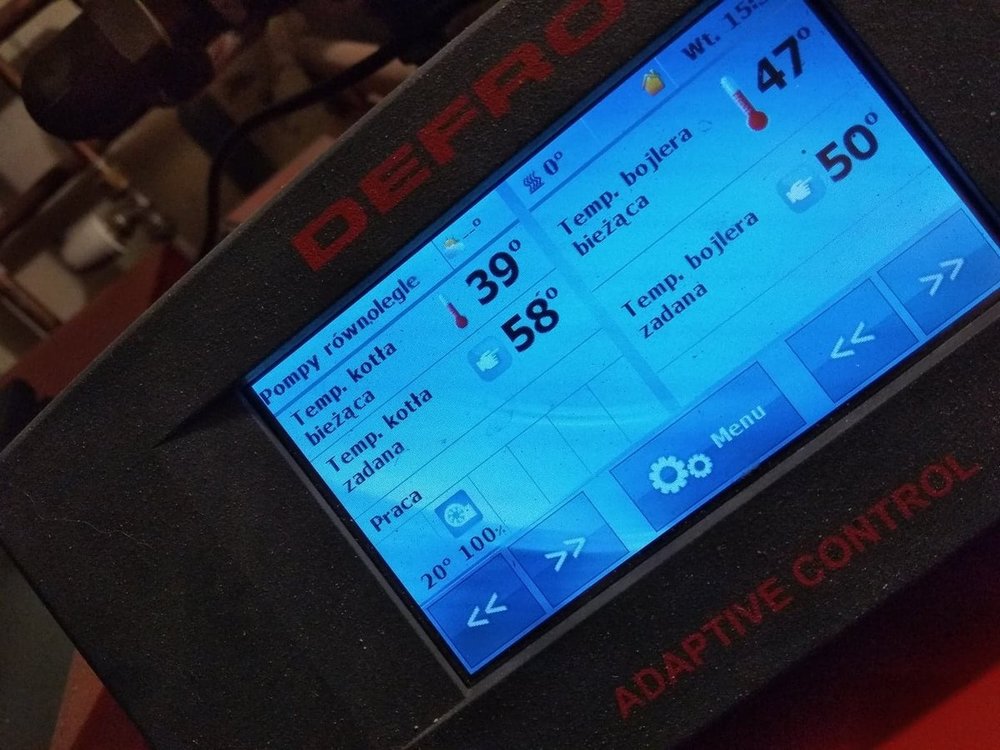 DEFRO
Wt. 15:
Pompy równolegle
--°
0°
Temp. kotła
bieżąca
39°
Temp. kotła
zadana
58°
Praca
20° 100%
<< >>
Temp. bojlera
bieżąca
47°
Temp. bojlera
zadana
50°
Menu
<< >>
ADAPTIVE CONTROL